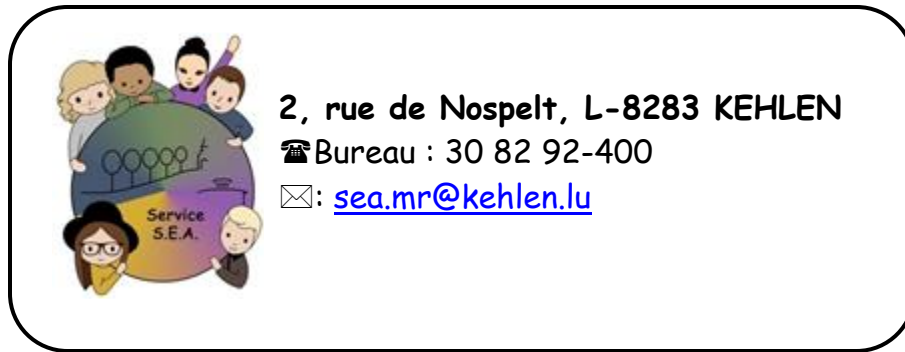 2, rue de Nospelt, L-8283 KEHLEN
☎Bureau : 30 82 92-400
✉: sea.mr@kehlen.lu
Service
S.E.A.